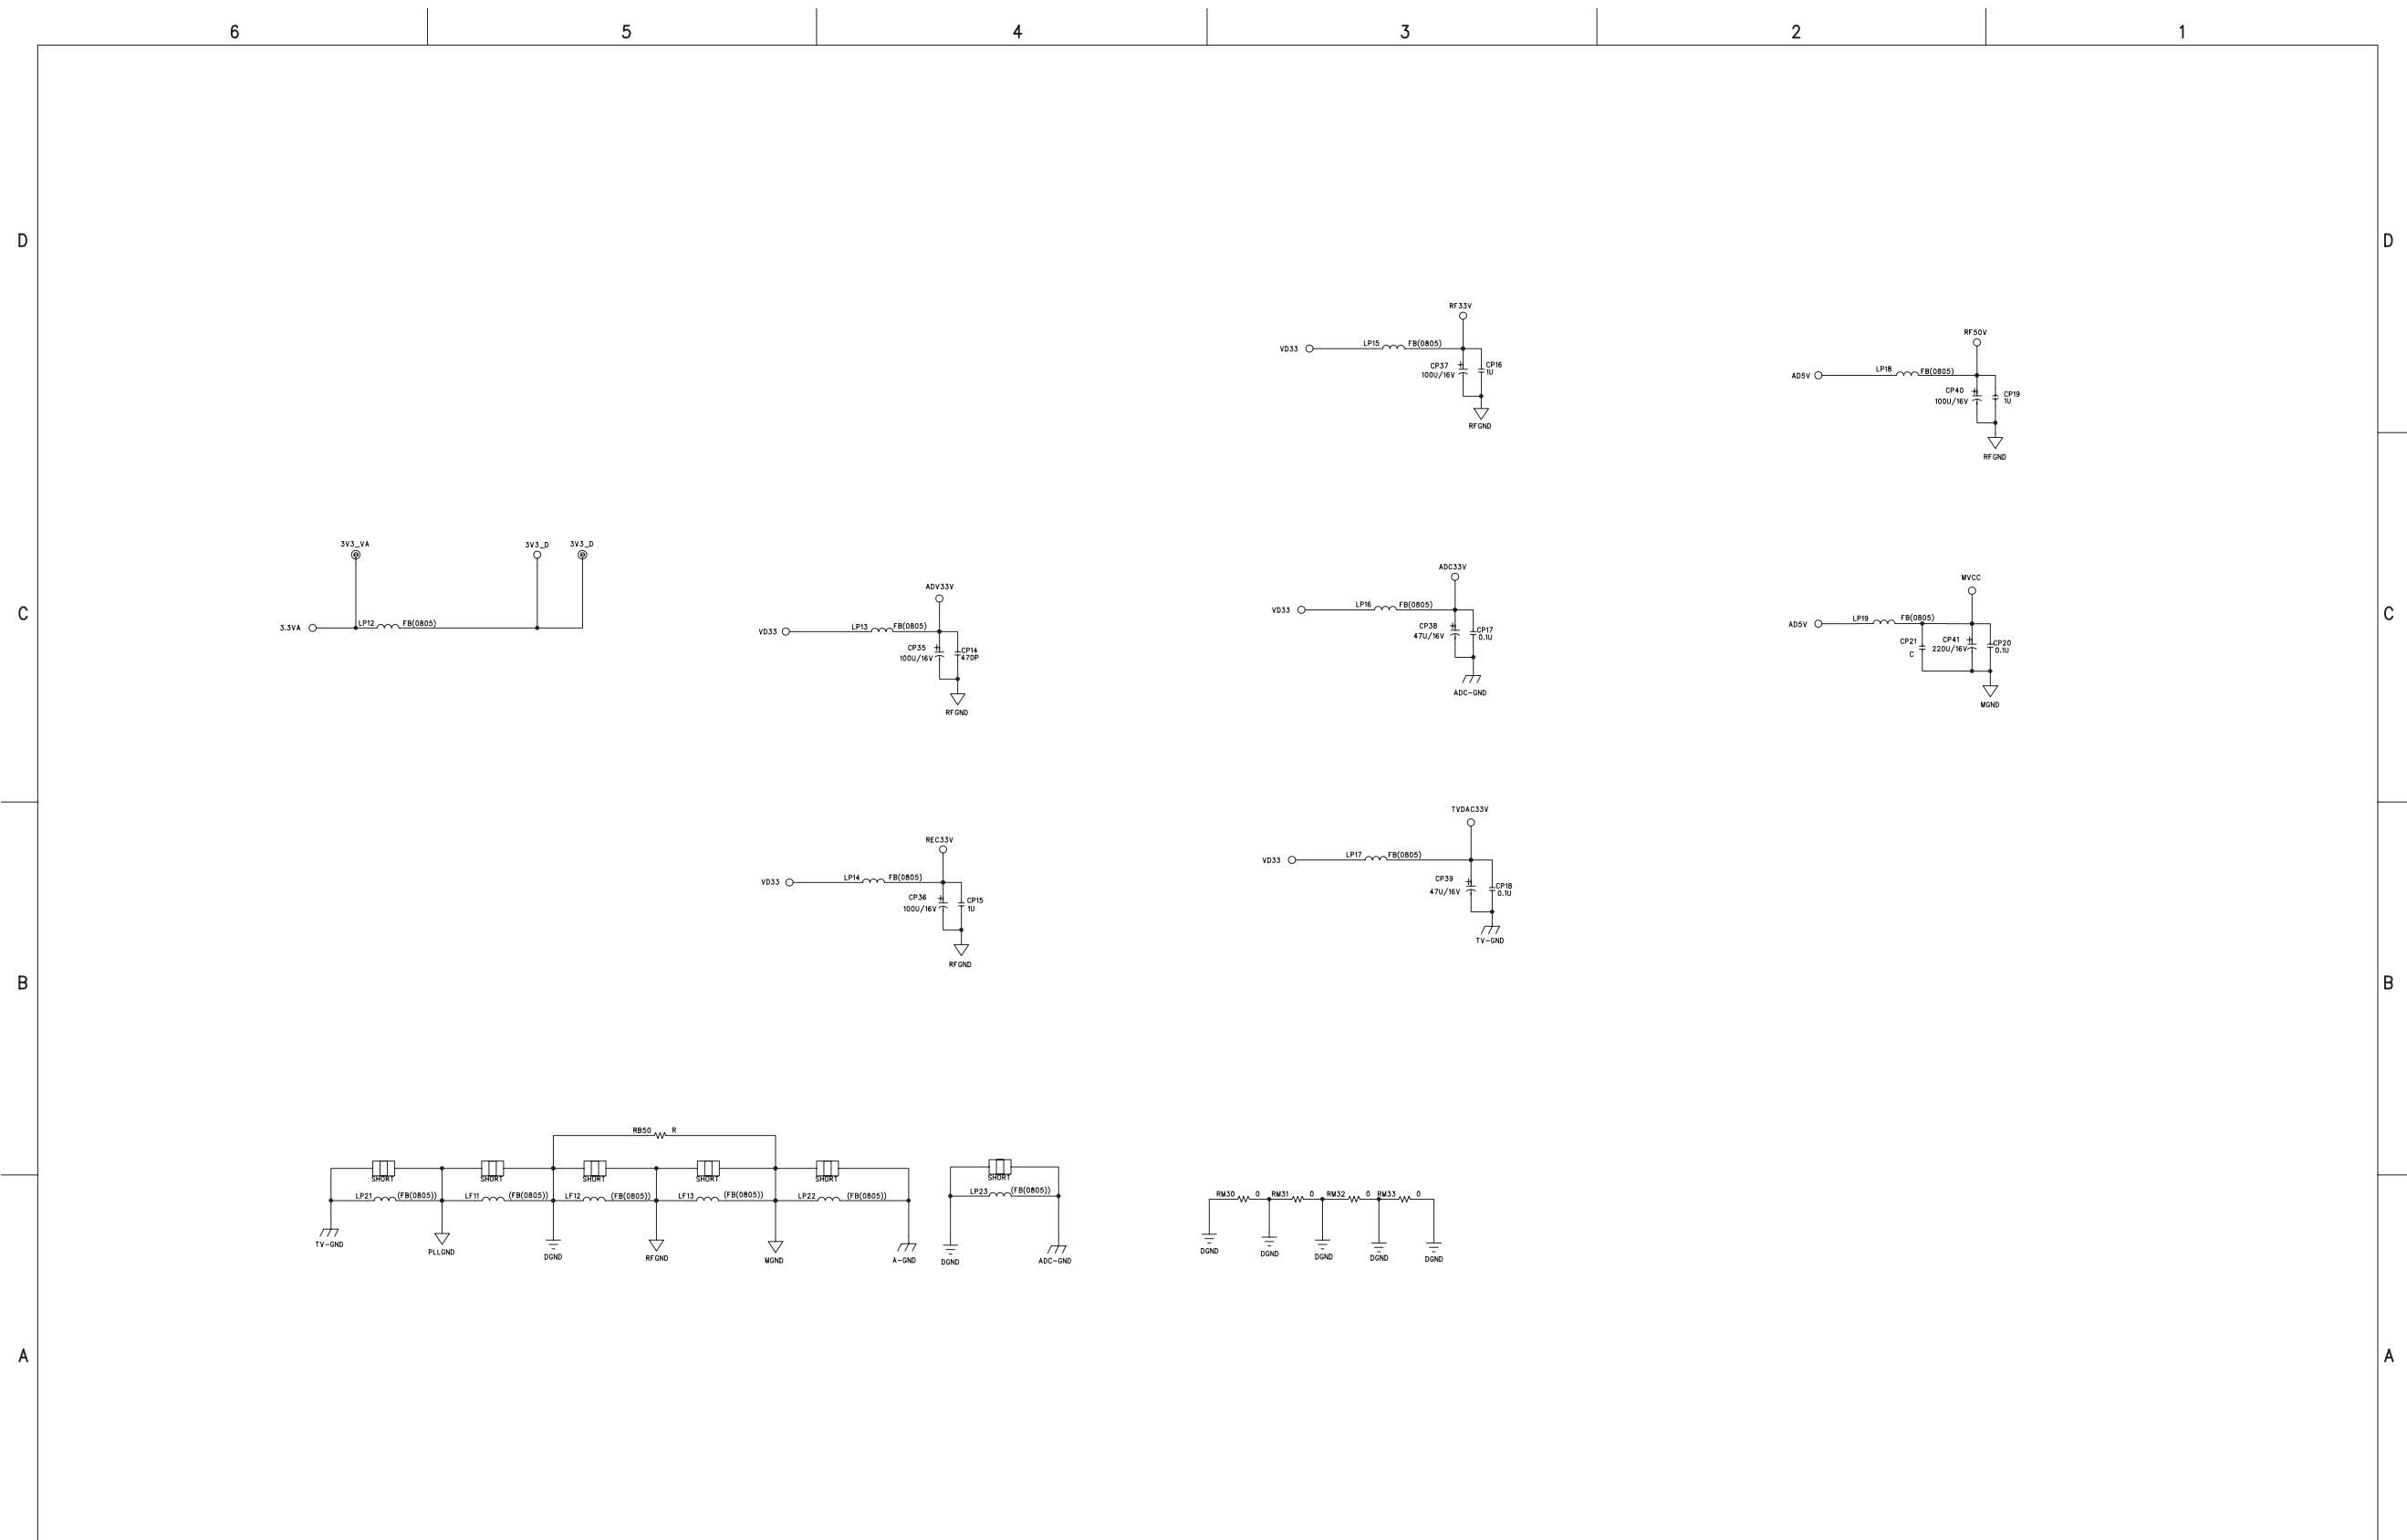 6 5 4 3 2 1
D D
RF33V
VD33 LP15 FB(0805)
CP37 CP16
100U/16V 1U
RFGND
RF50V
AD5V LP18 FB(0805)
CP40 CP19
100U/16V 1U
RFGND
C C
3V3_VA 3V3_D 3V3_D
3.3VA LP12 FB(0805)
ADV33V
VD33 LP13 FB(0805)
CP35 CP14
100U/16V 470P
RFGND
ADC33V
VD33 LP16 FB(0805)
CP38 CP17
47U/16V 0.1U
ADC-GND
MVCC
AD5V LP19 FB(0805)
CP21 CP41 CP20
C 220U/16V 0.1U
MGND
REC33V
VD33 LP14 FB(0805)
CP36 CP15
100U/16V 1U
RFGND
TVDAC33V
VD33 LP17 FB(0805)
CP39 CP18
47U/16V 0.1U
TV-GND
B B
RB50 R
SHORT SHORT SHORT SHORT SHORT SHORT
LP21 (FB(0805)) LF11 (FB(0805)) LF12 (FB(0805)) LF13 (FB(0805)) LP22 (FB(0805)) LP23 (FB(0805))
TV-GND PLLGND DGND RFGND MGND A-GND DGND ADC-GND
RM30 0 RM31 0 RM32 0 RM33 0
DGND DGND DGND DGND DGND
A A